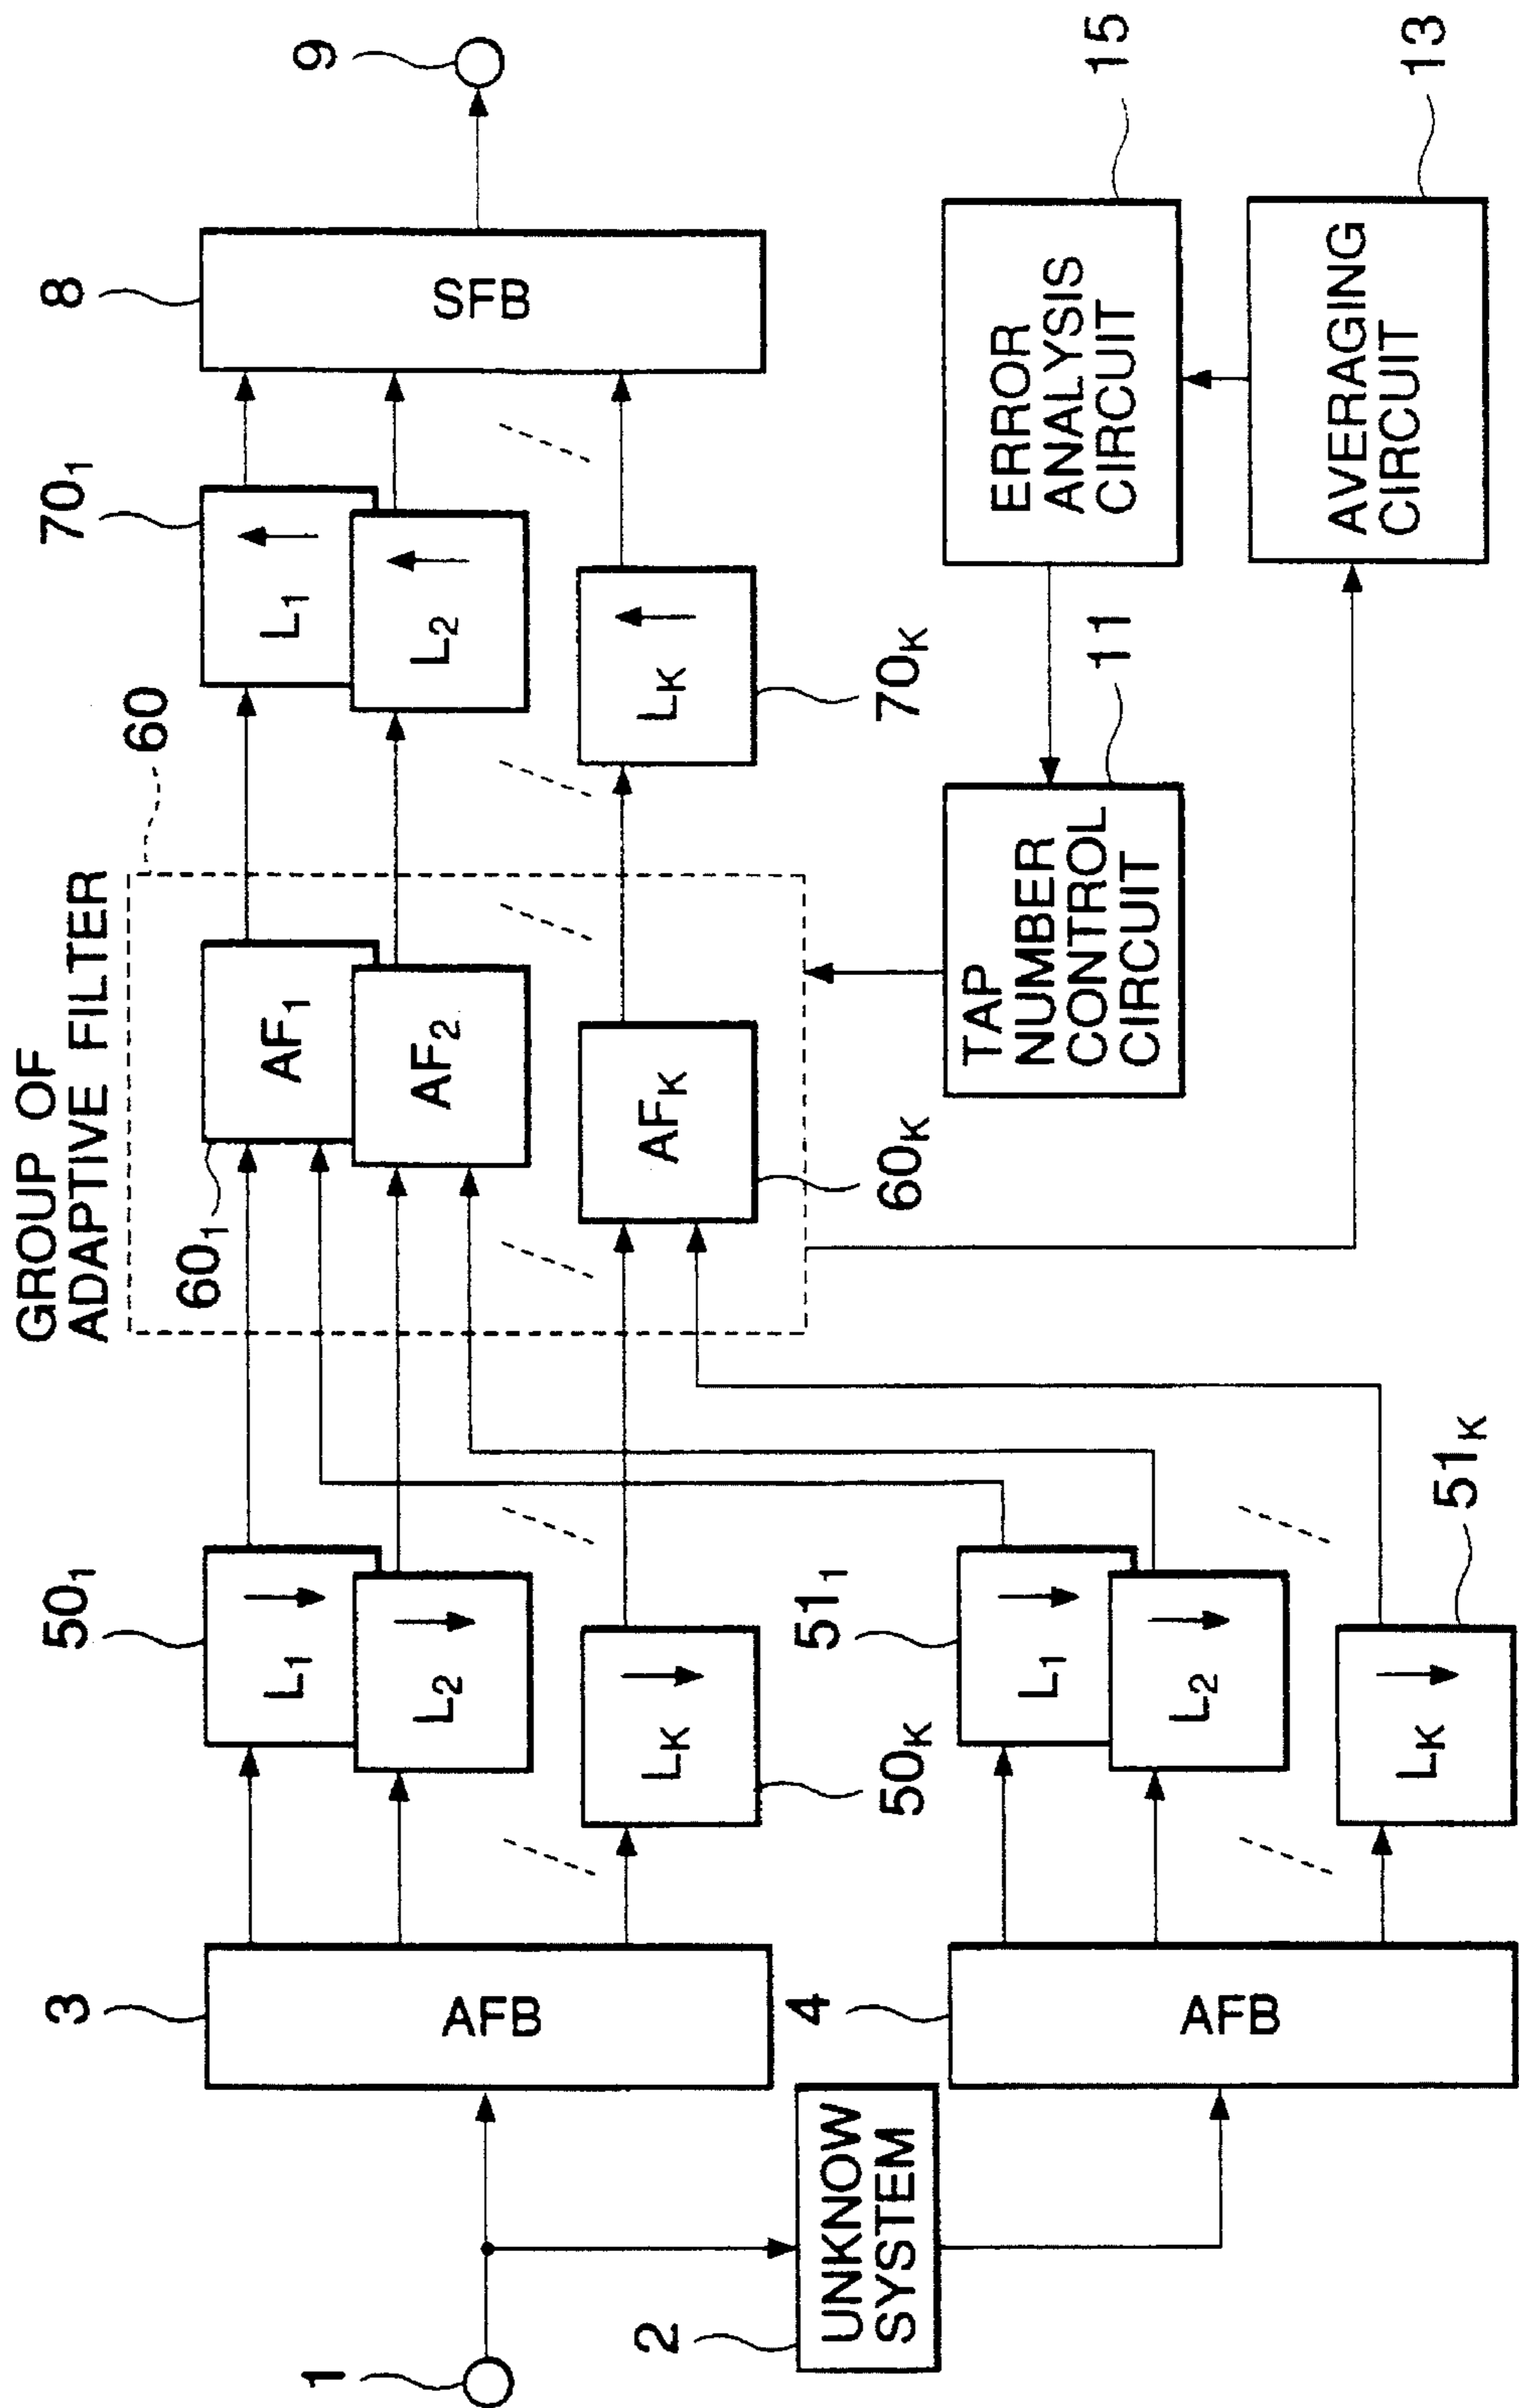 GROUP OF
ADAPTIVE FILTER
60
1
2
UNKNOW
SYSTEM
3
AFB
4
AFB
50₁
L₁
L₂
L_K
50_K
51₁
L₁
L₂
L_K
51_K
60₁
AF₁
AF₂
AF_K
60_K
70₁
L₁
L₂
L_K
70_K
8
SFB
9
TAP
NUMBER
CONTROL
CIRCUIT
11
ERROR
ANALYSIS
CIRCUIT
15
AVERAGING
CIRCUIT
13